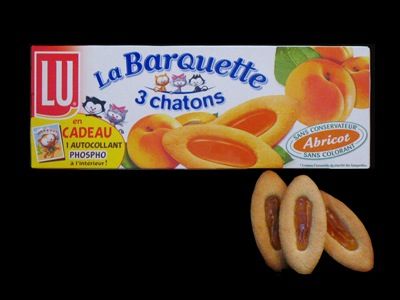 LU
La Barquette
3 chatons
en
CADEAU
1 AUTOCOLLANT
PHOSPHO
à l'intérieur!
SANS CONSERVATEUR
Abricot
SANS COLORANT